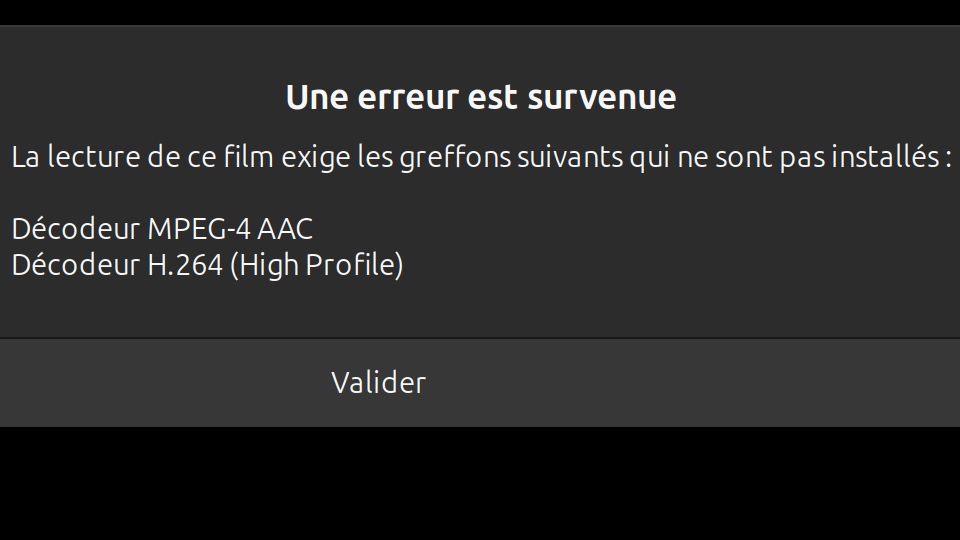 Une erreur est survenue
La lecture de ce film exige les greffons suivants qui ne sont pas installés :
Décodeur MPEG-4 AAC
Décodeur H.264 (High Profile)
Valider